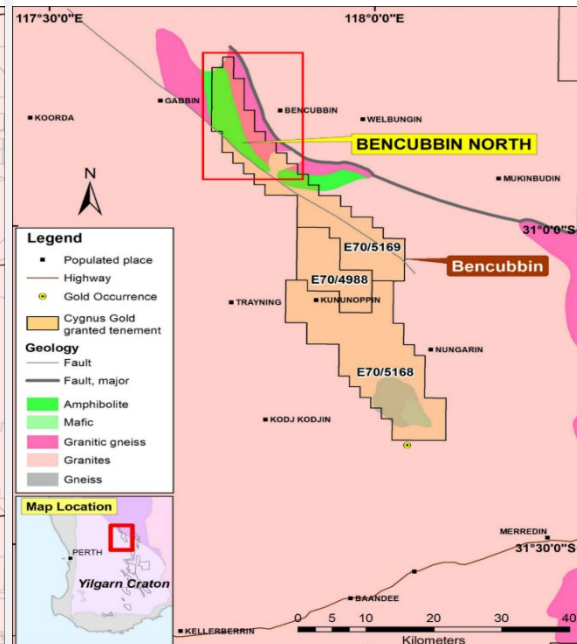 117°30'0"E
118°0'0"E
GABBIN
BENCUBBIN
KOORDA
WELBUNGIN
BENCUBBIN NORTH
MUKINBUDIN
N
31°0'0"S
Legend
Populated place
Highway
Gold Occurrence
Cygnus Gold
granted tenement
Geology
Fault
Fault, major
Amphibolite
Mafic
Granitic gneiss
Granites
Gneiss
E70/5169
Bencubbin
E70/4988
TRAYNING
KUNUNOPPIN
NUNGARIN
E70/5168
KODJ KODJIN
Map Location
PERTH
Yilgarn Craton
MERREDIN
31°30'0"S
BAANDEE
KELLERBERRIN
0 5 10 20 30 40
Kilometers